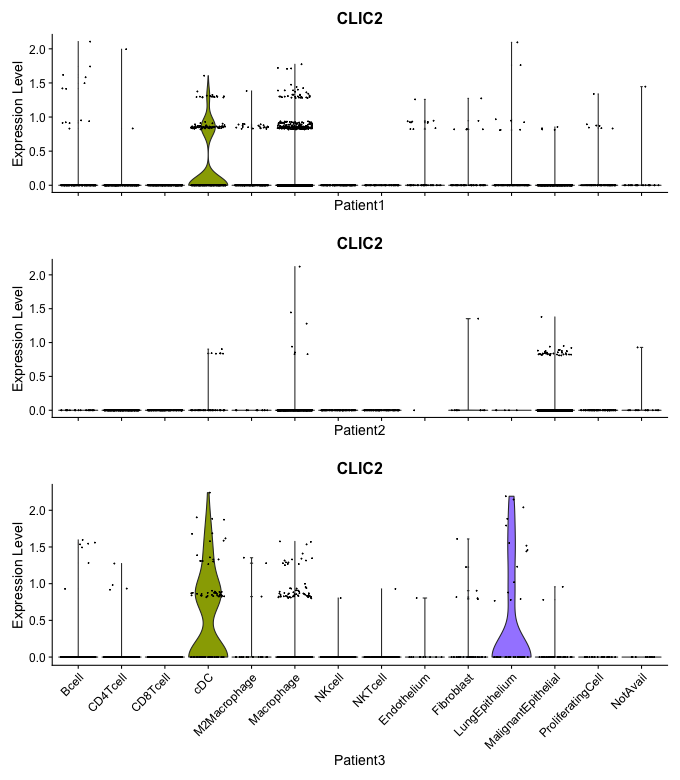 CLIC2
Expression Level
2.0
1.5
1.0
0.5
0.0
Patient1
CLIC2
Expression Level
2.0
1.5
1.0
0.5
0.0
Patient2
CLIC2
Expression Level
2.0
1.5
1.0
0.5
0.0
Bcell
CD4Tcell
CD8Tcell
cDC
M2Macrophage
Macrophage
NKcell
NKTcell
Endothelium
Fibroblast
LungEpithelium
MalignantEpithelial
ProliferatingCell
NotAvail
Patient3